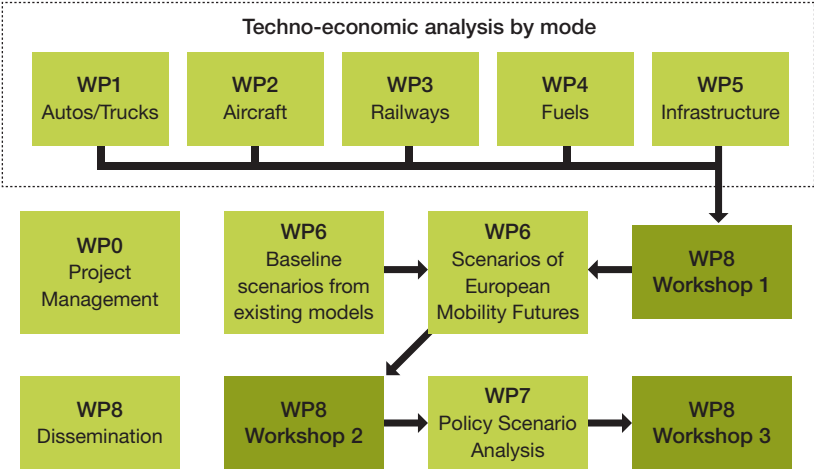 Techno-economic analysis by mode
WP1
Autos/Trucks
WP2
Aircraft
WP3
Railways
WP4
Fuels
WP5
Infrastructure
WP0
Project
Management
WP6
Baseline
scenarios from
existing models
WP6
Scenarios of
European
Mobility Futures
WP8
Workshop 1
WP8
Dissemination
WP8
Workshop 2
WP7
Policy Scenario
Analysis
WP8
Workshop 3